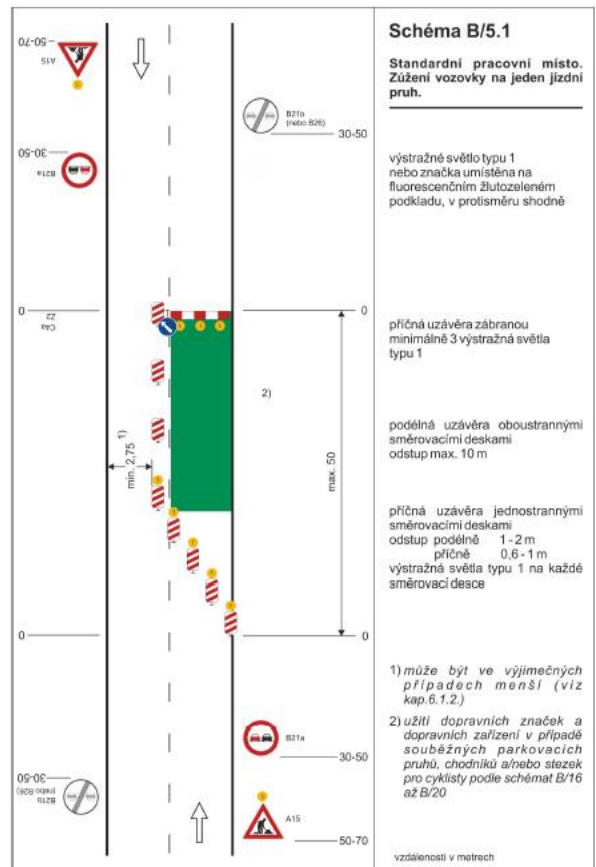 Schéma B/5.1
Standardní pracovní místo.
Zúžení vozovky na jeden jízdní
pruh.
50-70
A15
B21b
(nebo B26)
30-50
30-50
B21a
výstražné světlo typu 1
nebo značka umístěna na
fluorescenčním žlutozeleném
podkladu, v protisměru shodně
0
Z2
C4a
0
příčná uzávěra zábranou
minimálně 3 výstražná světla
typu 1
2)
1)
min. 2,75
max. 50
podélná uzávěra oboustrannými
směrovacími deskami
odstup max. 10 m
příčná uzávěra jednostrannými
směrovacími deskami
odstup podélně 1 - 2 m
příčně 0,6 - 1 m
výstražná světla typu 1 na každé
směrovací desce
0
0
1) může být ve výjimečných
případech menší (viz
kap.6.1.2.)
2) užití dopravních značek a
dopravních zařízení v případě
souběžných parkovacích
pruhů, chodníků a/nebo stezek
pro cyklisty podle schémat B/16
až B/20
B21a
30-50
30-50
B21b
(nebo B26)
A15
50-70
vzdálenosti v metrech